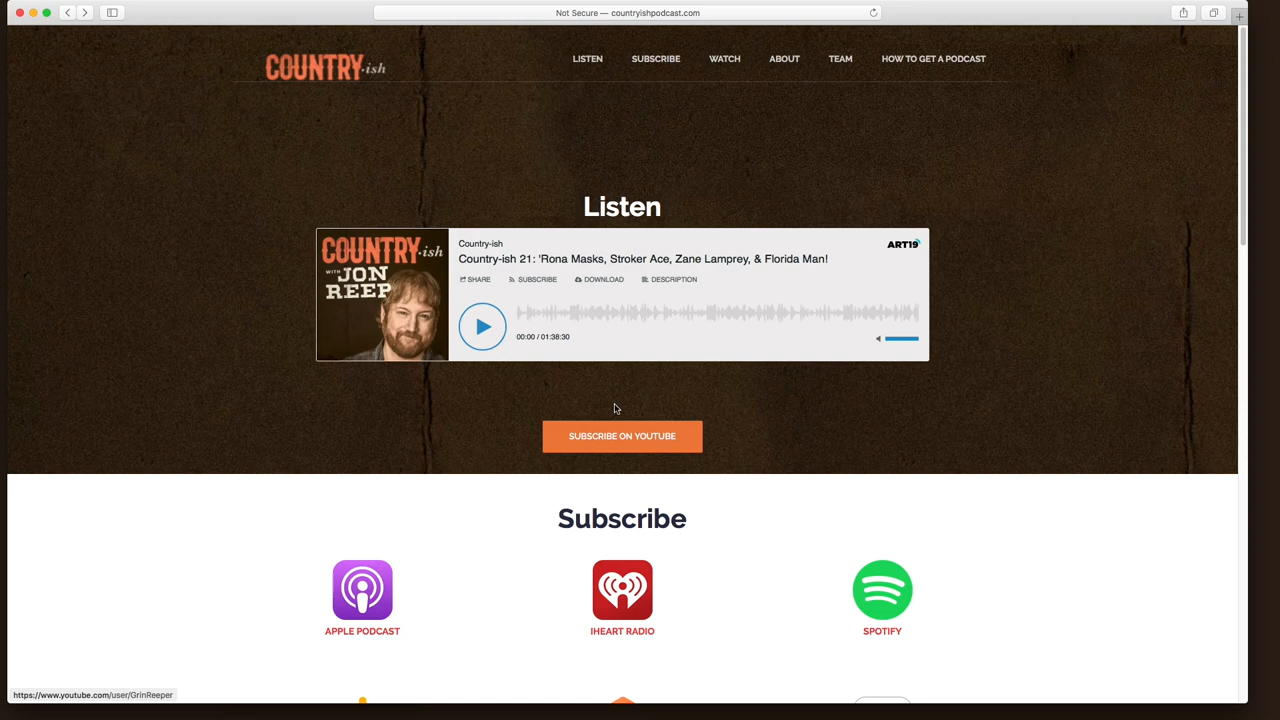 Not Secure — countryishpodcast.com
COUNTRY-ish
LISTEN
SUBSCRIBE
WATCH
ABOUT
TEAM
HOW TO GET A PODCAST
Listen
COUNTRY-ish
WITH
JON
REEP
Country-ish
ART19
Country-ish 21: 'Rona Masks, Stroker Ace, Zane Lamprey, & Florida Man!
SHARE
SUBSCRIBE
DOWNLOAD
DESCRIPTION
00:00 / 01:38:30
SUBSCRIBE ON YOUTUBE
Subscribe
APPLE PODCAST
IHEART RADIO
SPOTIFY
https://www.youtube.com/user/GrinReeper